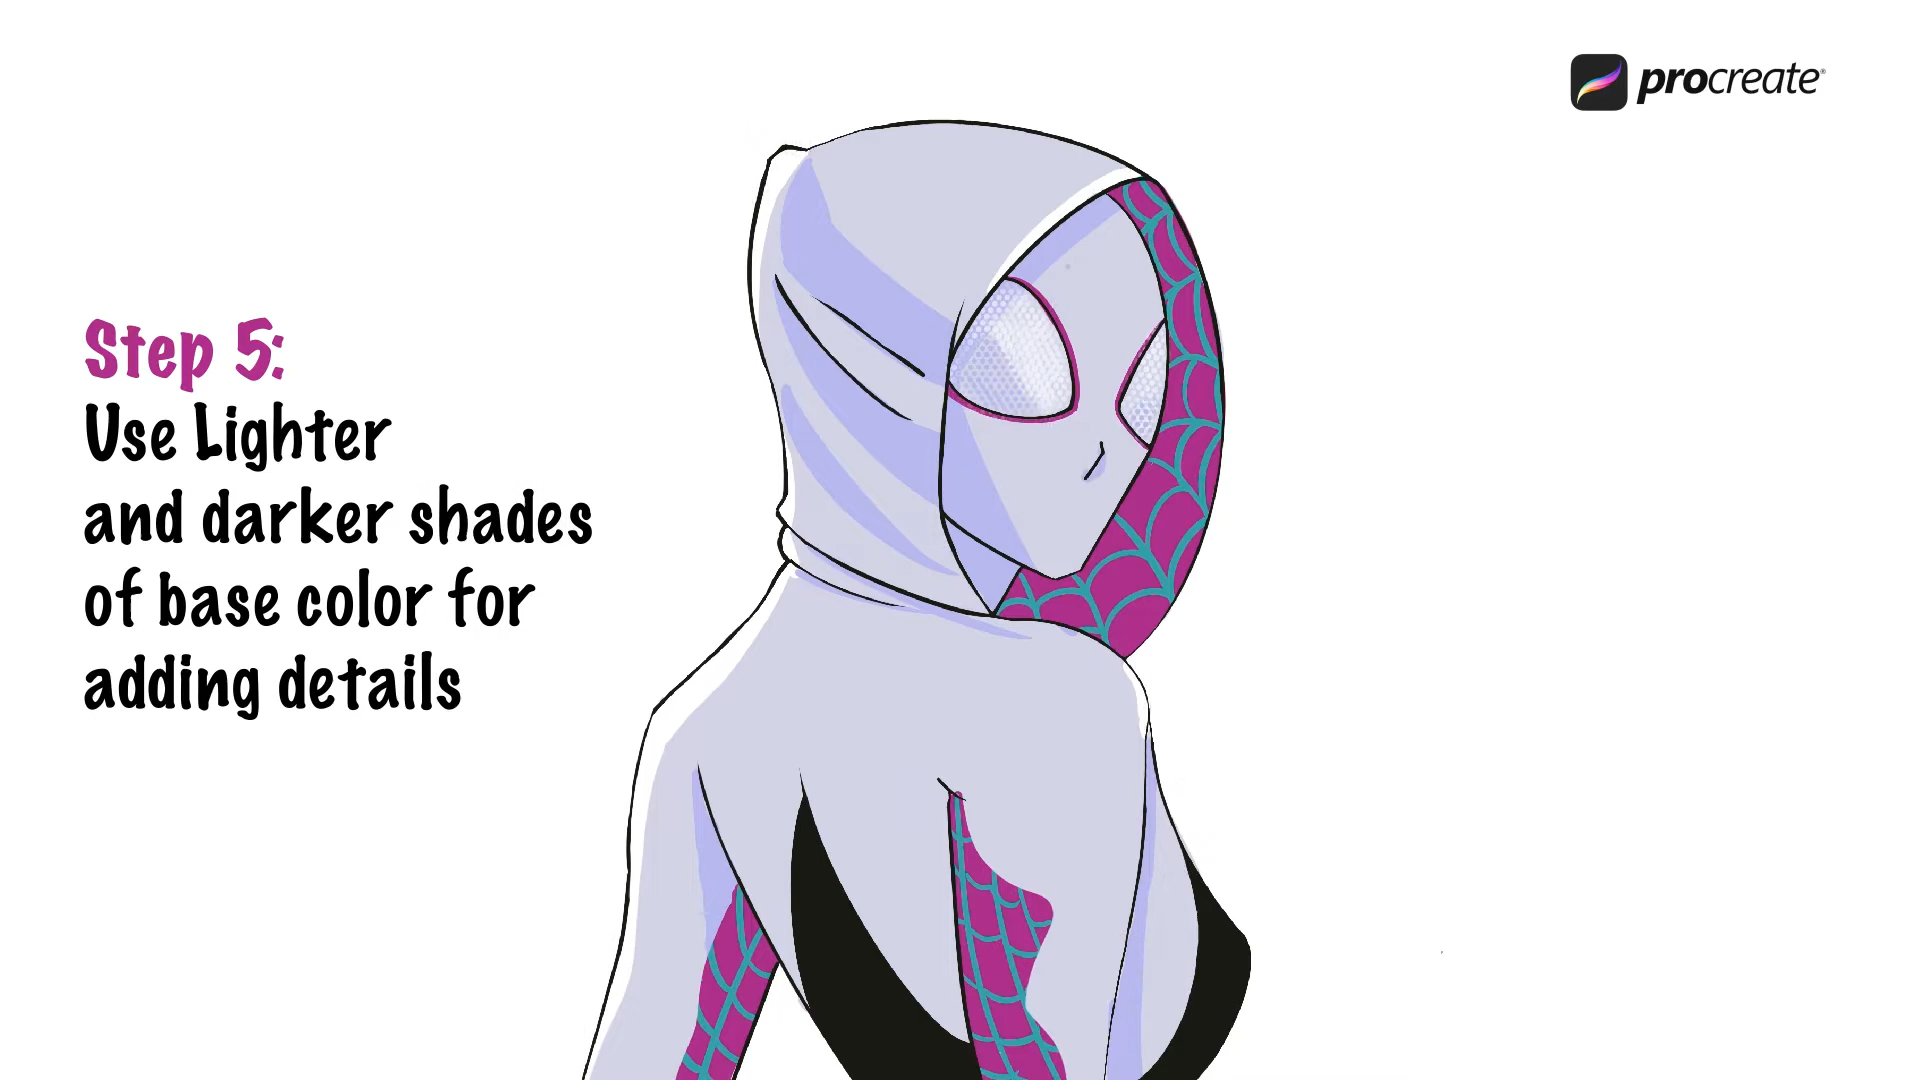 procreate®
Step 5:
Use Lighter
and darker shades
of base color for
adding details